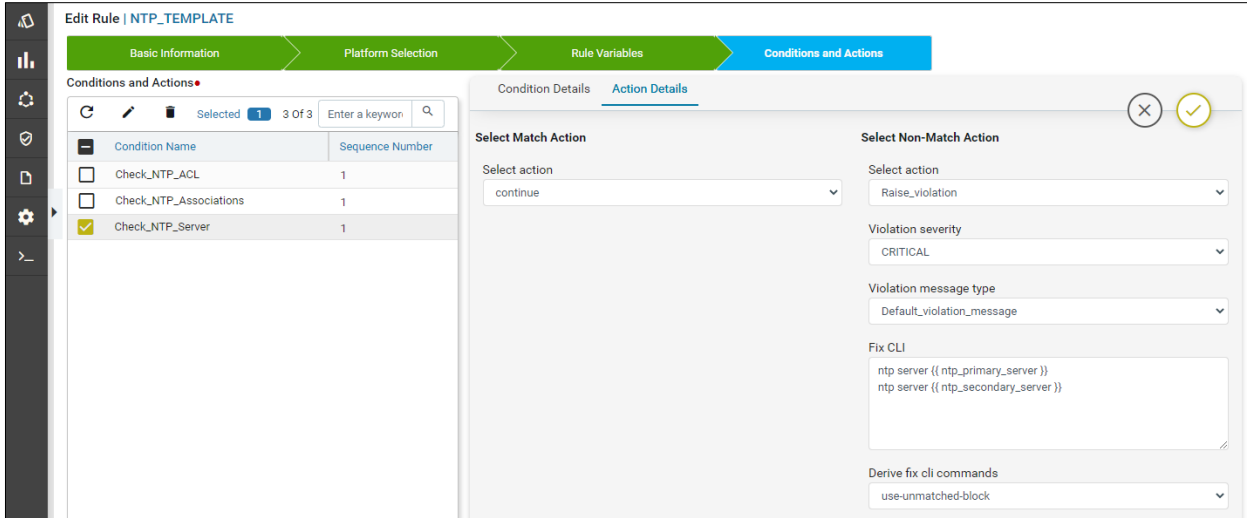 Edit Rule | NTP_TEMPLATE
Basic Information
Platform Selection
Rule Variables
Conditions and Actions
Conditions and Actions
Selected 1 3 Of 3 Enter a keywor
Condition Name Sequence Number
Check_NTP_ACL 1
Check_NTP_Associations 1
Check_NTP_Server 1
Condition Details Action Details
Select Match Action
Select action
continue
Select Non-Match Action
Select action
Raise_violation
Violation severity
CRITICAL
Violation message type
Default_violation_message
Fix CLI
ntp server {{ ntp_primary_server }}
ntp server {{ ntp_secondary_server }}
Derive fix cli commands
use-unmatched-block